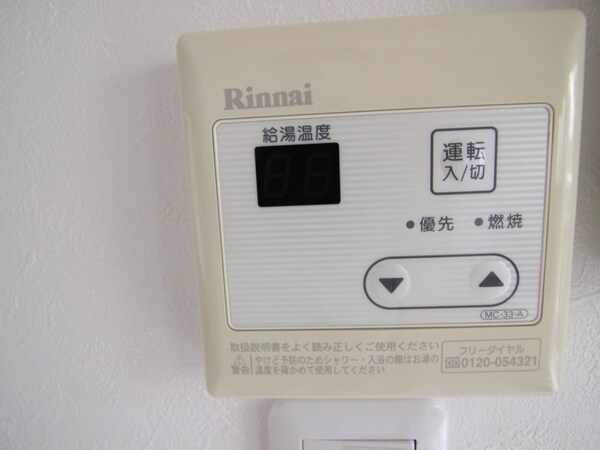 Rinnai
給湯温度
運転
入/切
優先 燃焼
MC-33-A
取扱説明書をよく読み正しくご使用ください
警告 やけど予防のためシャワー・入浴の際はお湯の
温度を確かめて使用してください
フリーダイヤル
0120-054321